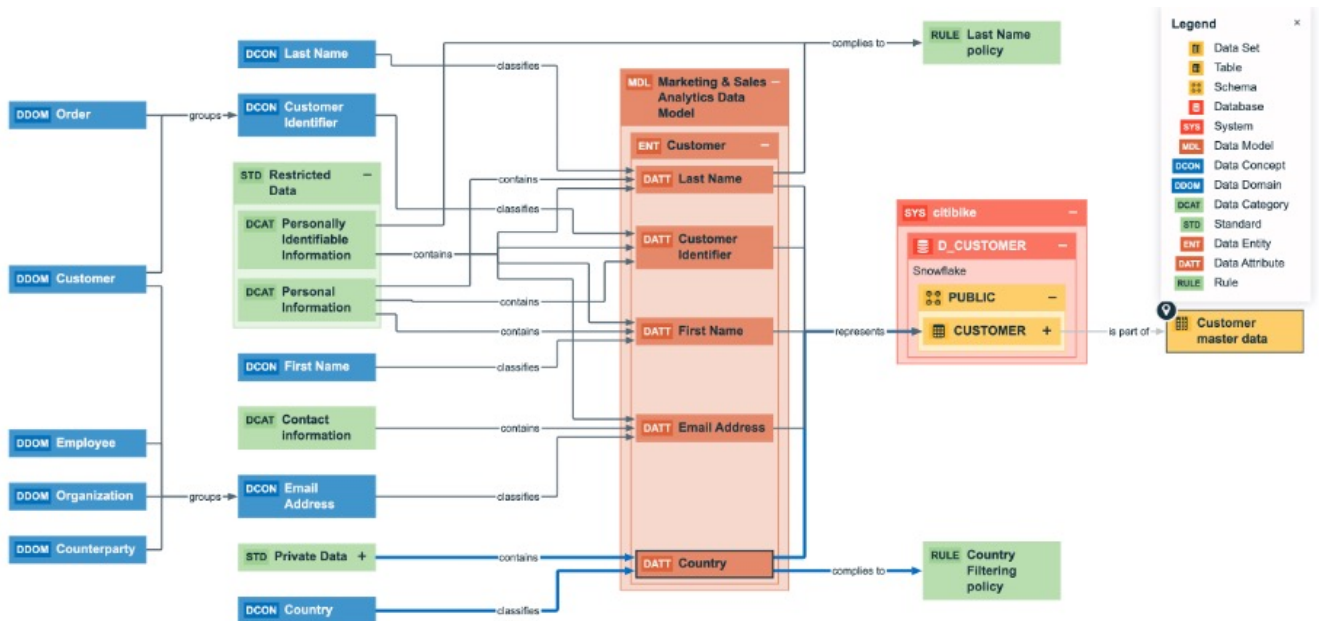 Legend ×
Data Set
Table
Schema
Database
SYS System
MDL Data Model
DCON Data Concept
DDOM Data Domain
DCAT Data Category
STD Standard
ENT Data Entity
DATT Data Attribute
RULE Rule
DDOM Order
DDOM Customer
DDOM Employee
DDOM Organization
DDOM Counterparty
groups
groups
DCON Last Name
DCON Customer
Identifier
STD Restricted −
Data
DCAT Personally
Identifiable
Information
DCAT Personal
Information
DCON First Name
DCAT Contact
information
DCON Email
Address
STD Private Data +
DCON Country
classifies
contains
classifies
contains
contains
contains
classifies
contains
classifies
contains
classifies
MDL Marketing & Sales −
Analytics Data
Model
ENT Customer −
DATT Last Name
DATT Customer
Identifier
DATT First Name
DATT Email Address
DATT Country
complies to
represents
complies to
RULE Last Name
policy
SYS citibike −
D_CUSTOMER −
Snowflake
PUBLIC −
CUSTOMER +
is part of
Customer
master data
RULE Country
Filtering
policy